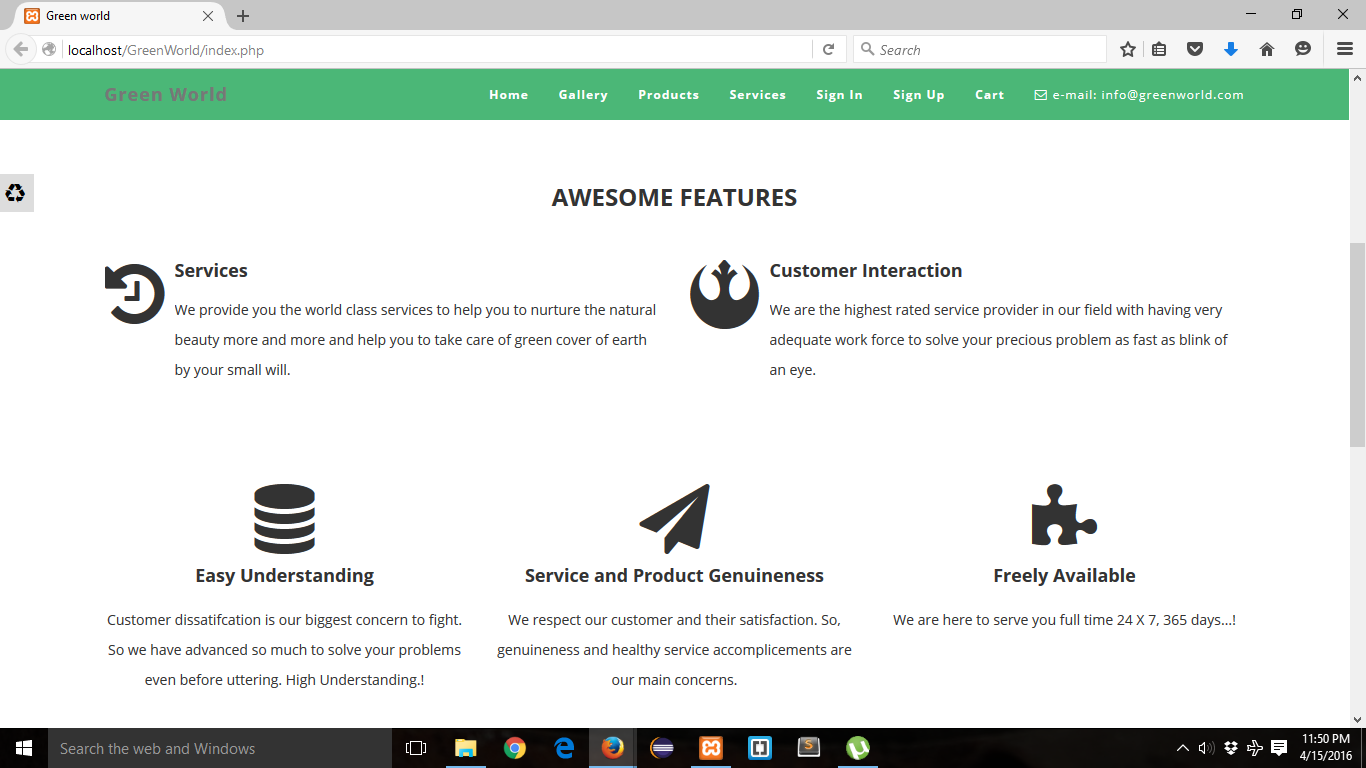 Green world
localhost/GreenWorld/index.php
Search
Green World
Home Gallery Products Services Sign In Sign Up Cart e-mail: info@greenworld.com
AWESOME FEATURES
Services
We provide you the world class services to help you to nurture the natural
beauty more and more and help you to take care of green cover of earth
by your small will.
Customer Interaction
We are the highest rated service provider in our field with having very
adequate work force to solve your precious problem as fast as blink of
an eye.
Easy Understanding
Customer dissatifcation is our biggest concern to fight.
So we have advanced so much to solve your problems
even before uttering. High Understanding.!
Service and Product Genuineness
We respect our customer and their satisfaction. So,
genuineness and healthy service accomplicements are
our main concerns.
Freely Available
We are here to serve you full time 24 X 7, 365 days...!
Search the web and Windows
11:50 PM
4/15/2016